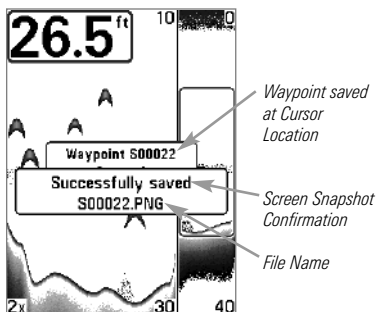 26.5 ft
10
0
Waypoint S00022
Successfully saved
S00022.PNG
2x
30
40
Waypoint saved
at Cursor
Location
Screen Snapshot
Confirmation
File Name